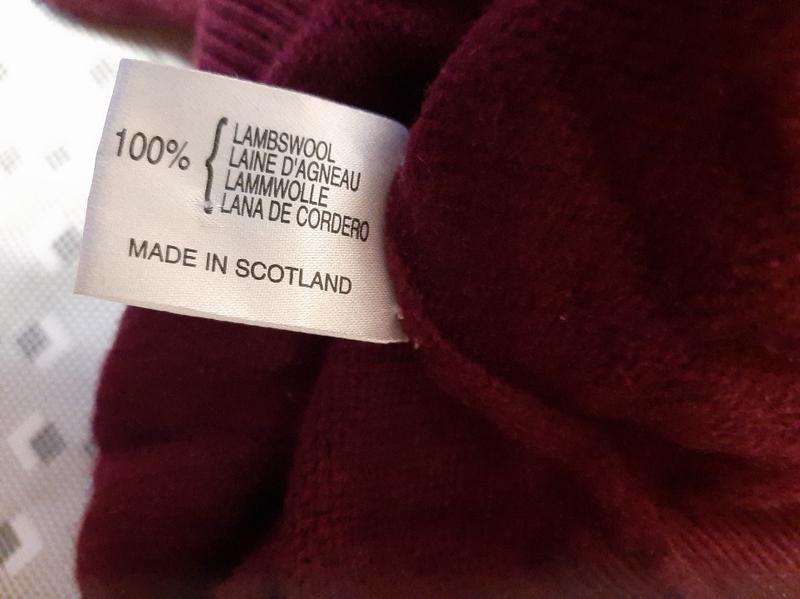 100%
LAMBSWOOL
LAINE D'AGNEAU
LAMMWOLLE
LANA DE CORDERO
MADE IN SCOTLAND